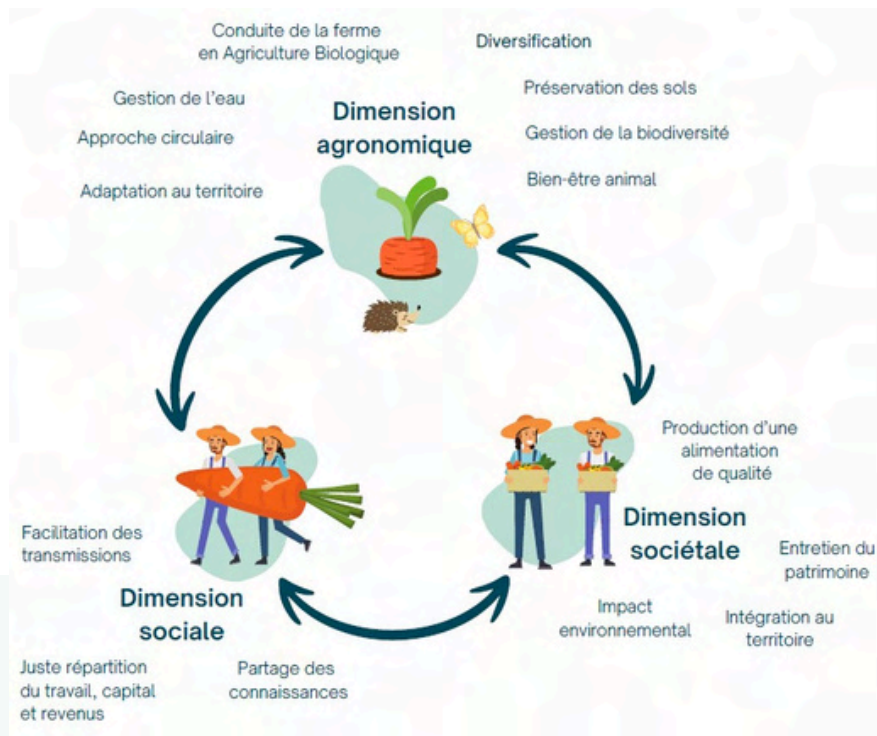 Conduite de la ferme
en Agriculture Biologique
Diversification
Gestion de l'eau
Approche circulaire
Adaptation au territoire
Dimension
agronomique
Préservation des sols
Gestion de la biodiversité
Bien-être animal
Production d'une
alimentation
de qualité
Dimension
sociétale
Entretien du
patrimoine
Impact
environnemental
Intégration au
territoire
Facilitation des
transmissions
Dimension
sociale
Juste répartition
du travail, capital
et revenus
Partage des
connaissances